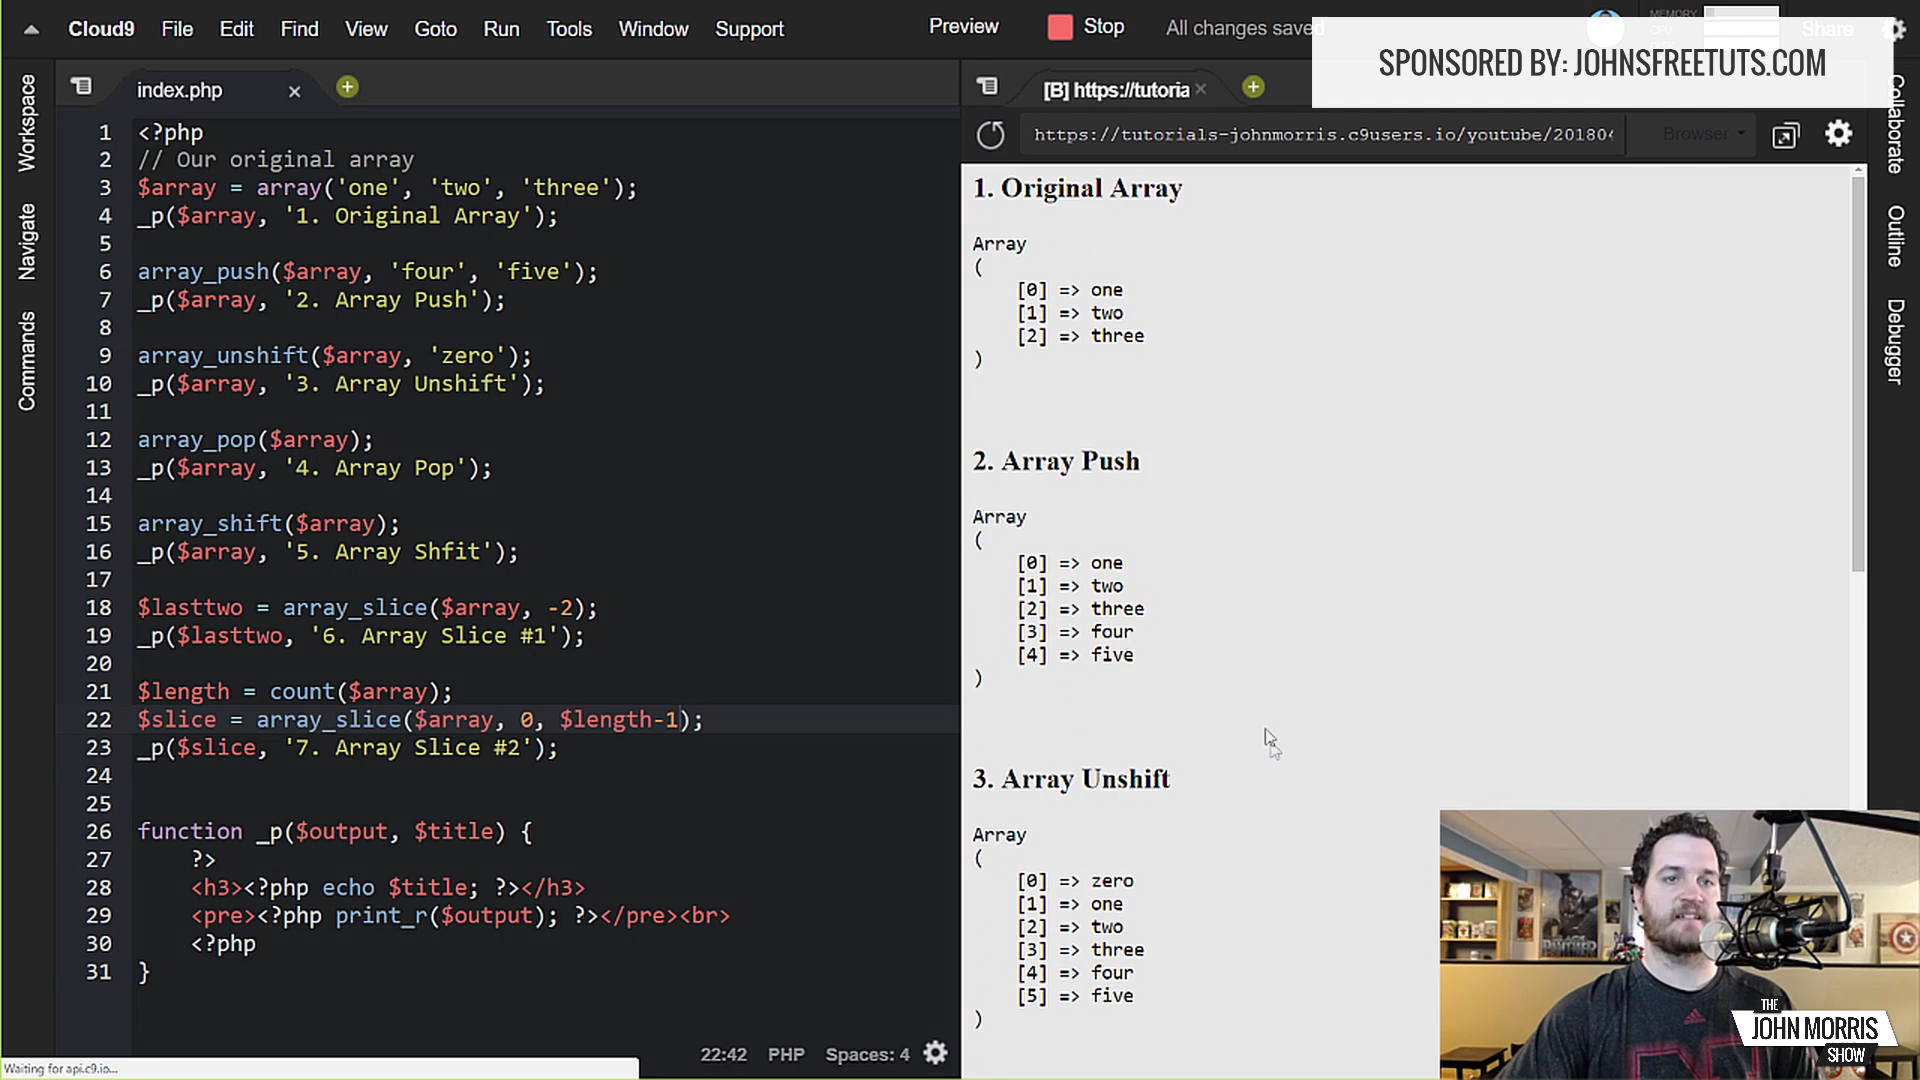 Cloud9 File Edit Find View Goto Run Tools Window Support Preview Stop All changes saved MEMORY Share
SPONSORED BY: JOHNSFREETUTS.COM
Workspace
Navigate
Commands
index.php
[B] https://tutoria
https://tutorials-johnmorris.c9users.io/youtube/20180
Browser
1 <?php
2 // Our original array
3 $array = array('one', 'two', 'three');
4 _p($array, '1. Original Array');
5
6 array_push($array, 'four', 'five');
7 _p($array, '2. Array Push');
8
9 array_unshift($array, 'zero');
10 _p($array, '3. Array Unshift');
11
12 array_pop($array);
13 _p($array, '4. Array Pop');
14
15 array_shift($array);
16 _p($array, '5. Array Shfit');
17
18 $lasttwo = array_slice($array, -2);
19 _p($lasttwo, '6. Array Slice #1');
20
21 $length = count($array);
22 $slice = array_slice($array, 0, $length-1);
23 _p($slice, '7. Array Slice #2');
24
25
26 function _p($output, $title) {
27 ?>
28 <h3><?php echo $title; ?></h3>
29 <pre><?php print_r($output); ?></pre><br>
30 <?php
31 }
22:42 PHP Spaces: 4
Waiting for api.c9.io...
1. Original Array
Array
(
[0] => one
[1] => two
[2] => three
)
2. Array Push
Array
(
[0] => one
[1] => two
[2] => three
[3] => four
[4] => five
)
3. Array Unshift
Array
(
[0] => zero
[1] => one
[2] => two
[3] => three
[4] => four
[5] => five
)
Collaborate
Outline
Debugger
BLACK PANTHER
THE
JOHN MORRIS
SHOW